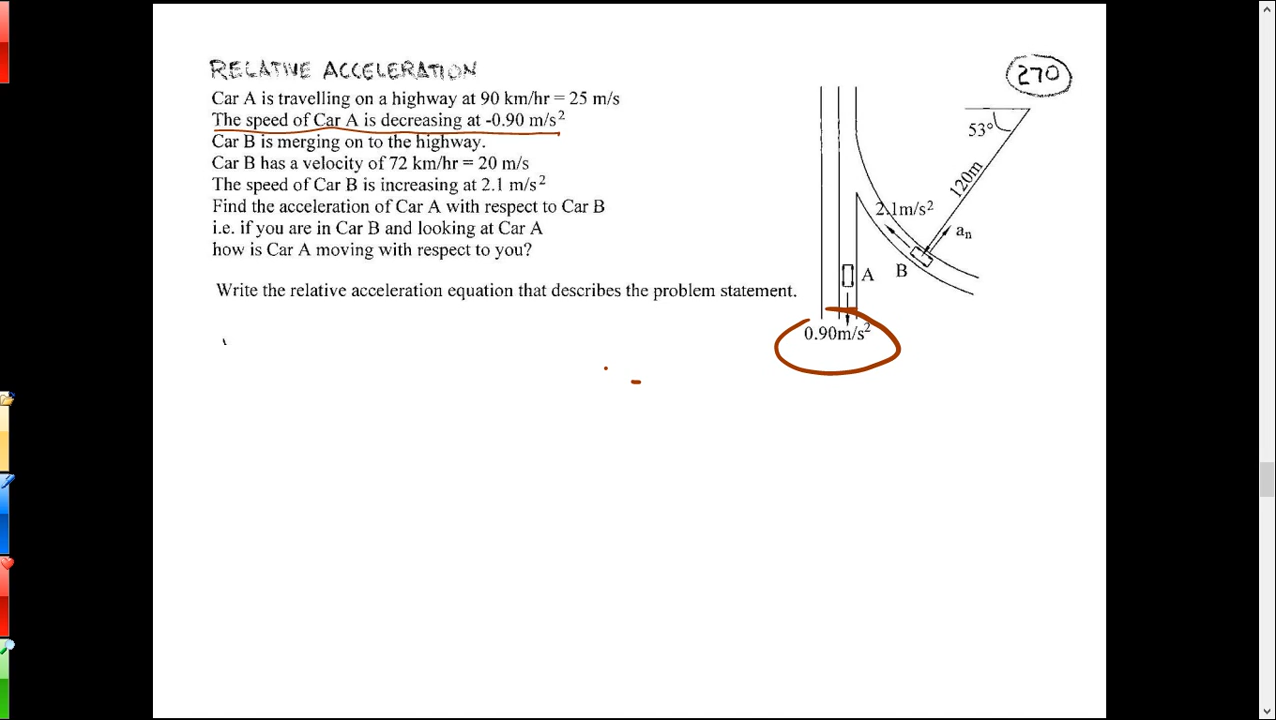 RELATIVE ACCELERATION
270
Car A is travelling on a highway at 90 km/hr = 25 m/s
The speed of Car A is decreasing at -0.90 m/s²
Car B is merging on to the highway.
Car B has a velocity of 72 km/hr = 20 m/s
The speed of Car B is increasing at 2.1 m/s²
Find the acceleration of Car A with respect to Car B
i.e. if you are in Car B and looking at Car A
how is Car A moving with respect to you?
Write the relative acceleration equation that describes the problem statement.
53°
120m
2.1m/s²
aₙ
A
B
0.90m/s²